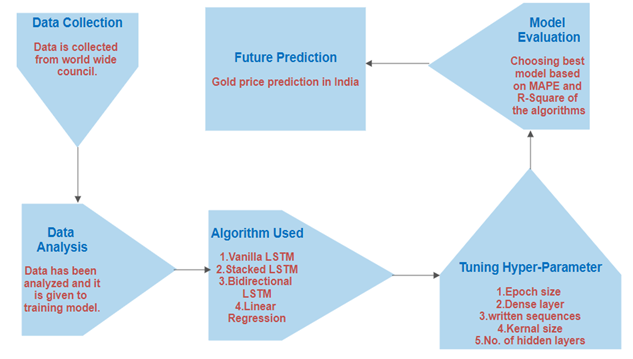 Data Collection
Data is collected
from world wide
council.
Data
Analysis
Data has been
analyzed and it
is given to
training model.
Algorithm Used
1.Vanilla LSTM
2.Stacked LSTM
3.Bidirectional
LSTM
4.Linear
Regression
Tuning Hyper-Parameter
1.Epoch size
2.Dense layer
3.written sequences
4.Kernal size
5.No. of hidden layers
Model
Evaluation
Choosing best
model based
on MAPE and
R-Square of
the algorithms
Future Prediction
Gold price prediction in India